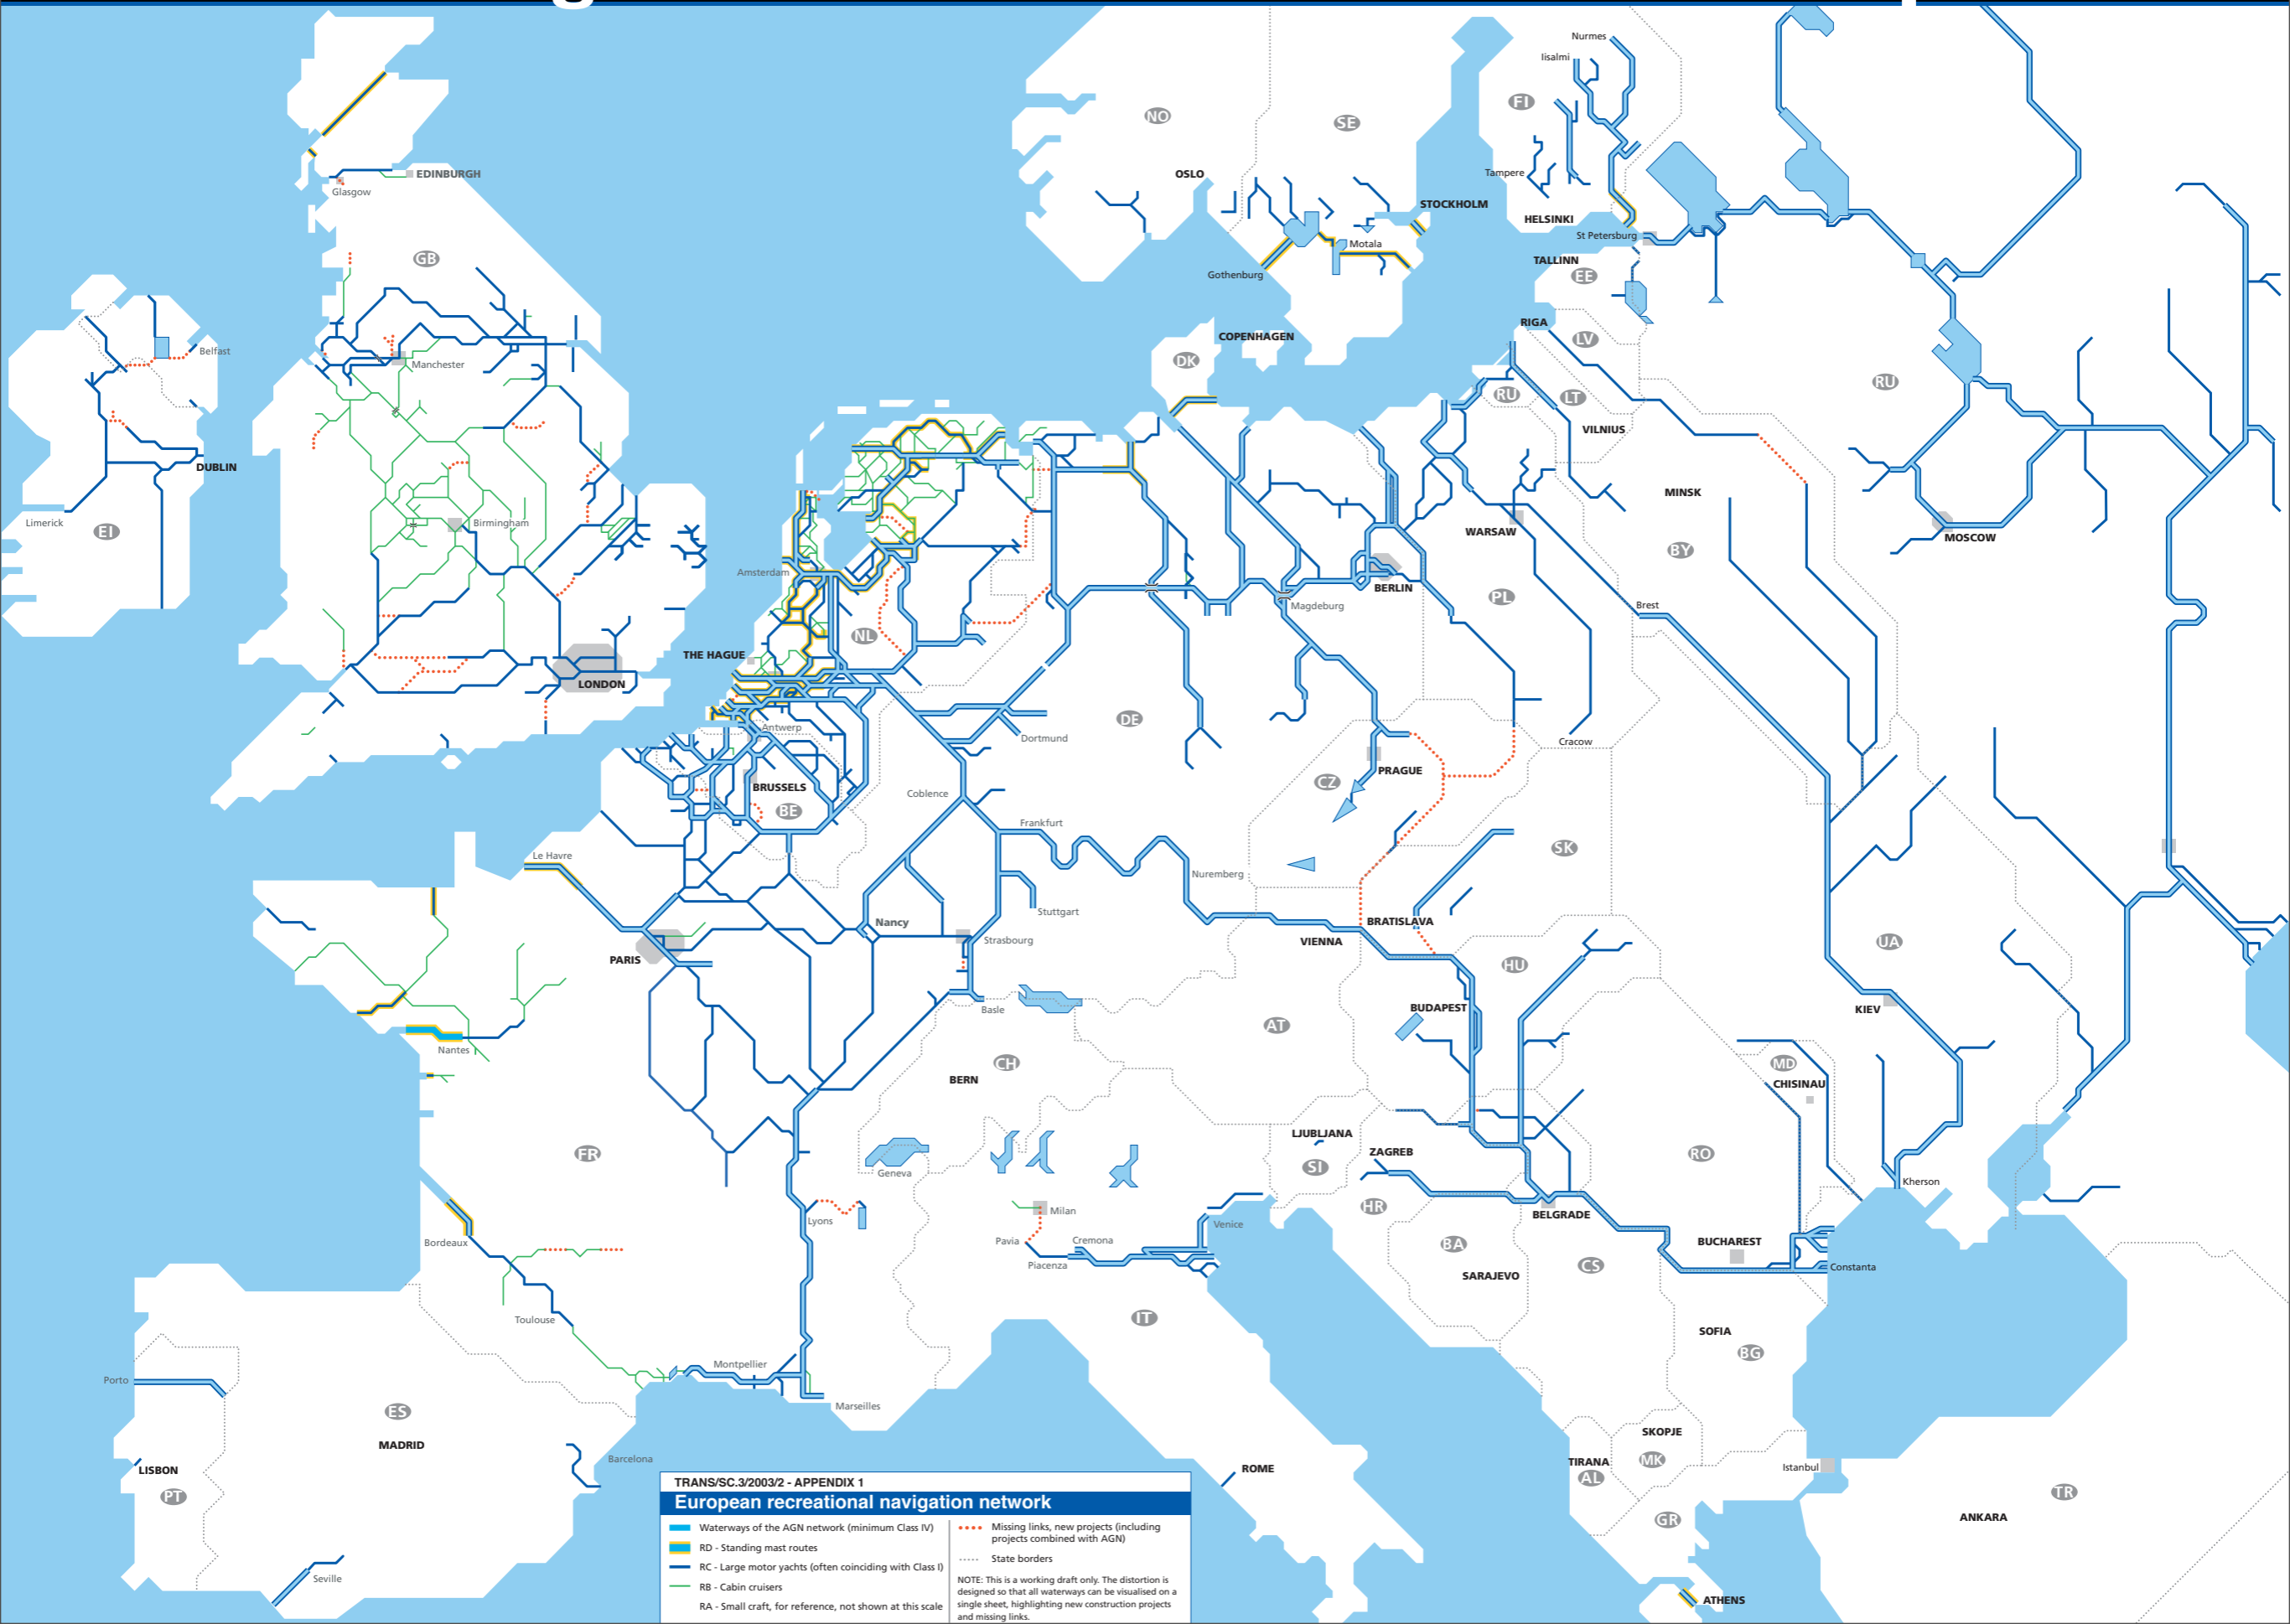 Nurmes
Iisalmi
FI
NO
SE
EDINBURGH
Glasgow
OSLO
Tampere
STOCKHOLM
HELSINKI
St Petersburg
Motala
GB
Gothenburg
TALLINN
EE
RIGA
COPENHAGEN
LV
Belfast
Manchester
DK
RU
RU
LT
VILNIUS
DUBLIN
MINSK
Limerick
EI
Birmingham
WARSAW
MOSCOW
BY
Amsterdam
BERLIN
PL
Magdeburg
Brest
NL
THE HAGUE
LONDON
DE
Antwerp
Dortmund
Cracow
PRAGUE
CZ
BRUSSELS
BE
Coblence
Frankfurt
SK
Le Havre
Nuremberg
Stuttgart
Nancy
BRATISLAVA
Strasbourg
VIENNA
UA
PARIS
HU
Basle
BUDAPEST
KIEV
AT
Nantes
CH
MD
BERN
CHISINAU
LJUBLJANA
FR
ZAGREB
RO
SI
Geneva
Kherson
HR
Milan
Lyons
Venice
BELGRADE
Bordeaux
Pavia
Cremona
BA
BUCHAREST
Piacenza
CS
Constanta
SARAJEVO
Toulouse
IT
SOFIA
BG
Montpellier
Porto
Marseilles
ES
SKOPJE
MADRID
MK
Barcelona
TIRANA
LISBON
ROME
Istanbul
AL
PT
TR
GR
ANKARA
Seville
ATHENS
TRANS/SC.3/2003/2 - APPENDIX 1
European recreational navigation network
Waterways of the AGN network (minimum Class IV)
RD - Standing mast routes
RC - Large motor yachts (often coinciding with Class I)
RB - Cabin cruisers
RA - Small craft, for reference, not shown at this scale
Missing links, new projects (including
projects combined with AGN)
State borders
NOTE: This is a working draft only. The distortion is
designed so that all waterways can be visualised on a
single sheet, highlighting new construction projects
and missing links.